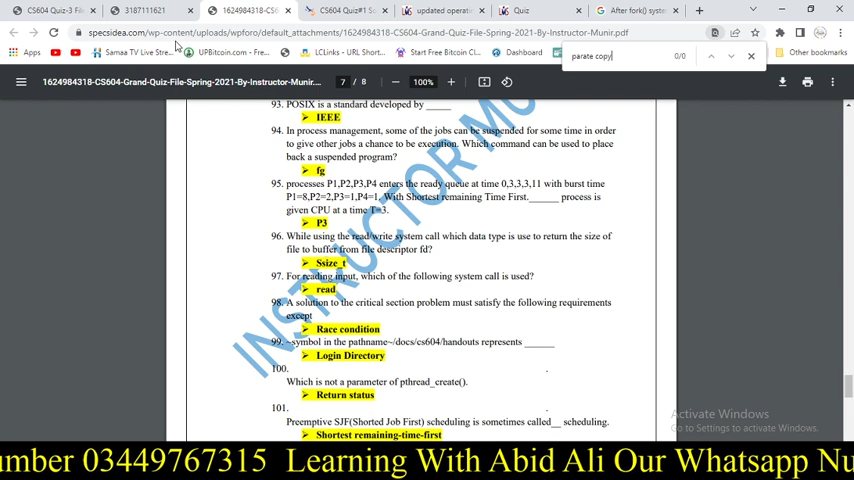 CS604 Quiz-3 F
3187111621
1624984318-CS6
CS604 Quiz#1 S
updated operatin
Quiz
After fork() system
specsidea.com/wp-content/uploads/wpforo/default_attachments/1624984318-CS604-Grand-Quiz-File-Spring-2021-By-Instructor-Munir.pdf
Apps
Samaa TV Live Stre...
UPBitcoin.com - Fre...
LCLinks - URL Short...
Start Free Bitcoin Cl...
Dashboard
Other bookmarks
parate copy
0/0
1624984318-CS604-Grand-Quiz-File-Spring-2021-By-Instructor-Munir....
7 / 8
100%
93. POSIX is a standard developed by _____
➢ IEEE
94. In process management, some of the jobs can be suspended for some time in order
to give other jobs a chance to be execution. Which command can be used to place
back a suspended program?
➢ fg
95. processes P1,P2,P3,P4 enters the ready queue at time 0,3,3,3,11 with burst time
P1=8,P2=2,P3=1,P4=1, With Shortest remaining Time First.______ process is
given CPU at a time T=3.
➢ P3
96. While using the read/write system call which data type is use to return the size of
file to buffer from file descriptor fd?
➢ Ssize_t
97. For reading input, which of the following system call is used?
➢ read
98. A solution to the critical section problem must satisfy the following requirements
except
➢ Race condition
99. ~symbol in the pathname~/docs/cs604/handouts represents ______
➢ Login Directory
100. .
Which is not a parameter of pthread_create().
➢ Return status
101. .
Preemptive SJF(Shorted Job First) scheduling is sometimes called__ scheduling.
➢ Shortest remaining-time-first
INSTRUCTOR MU
Activate Windows
Go to Settings to activate Windows.
umber 03449767315 Learning With Abid Ali Our Whatsapp Nu